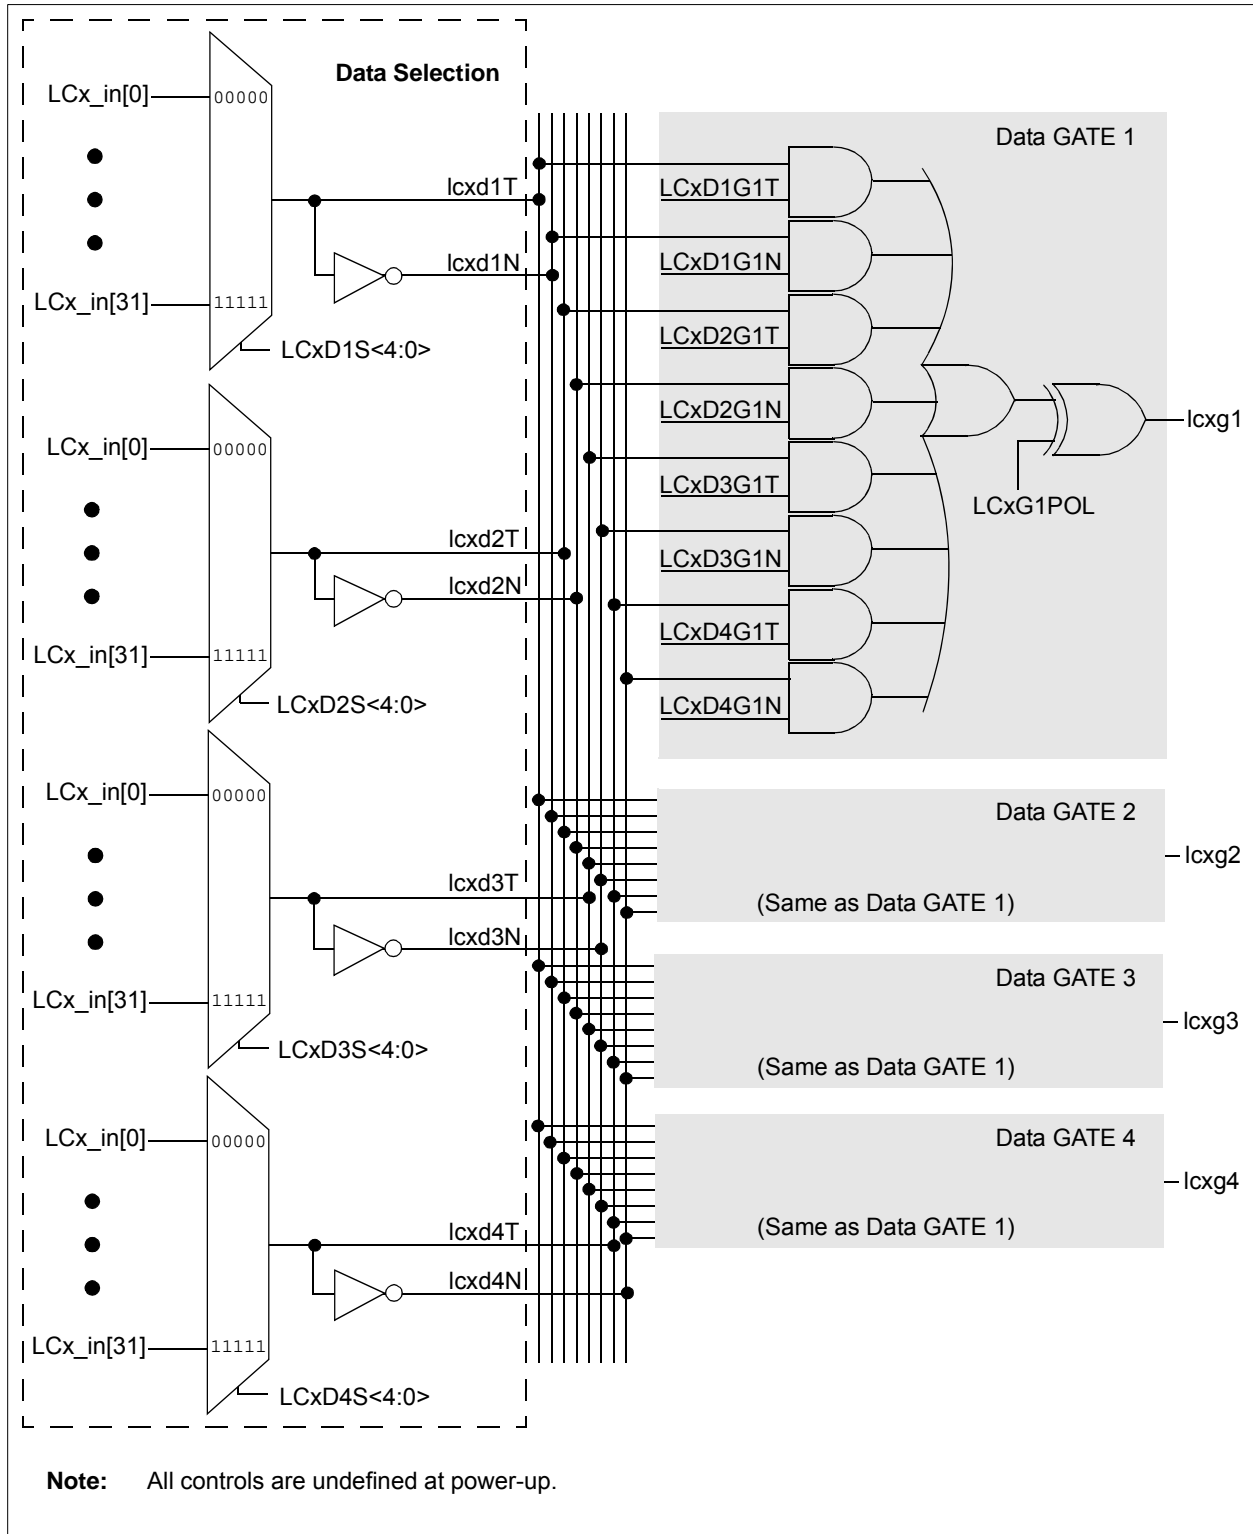 Data Selection
LCx_in[0]
00000
LCx_in[31]
11111
LCxD1S<4:0>
lcxd1T
lcxd1N
LCx_in[0]
00000
LCx_in[31]
11111
LCxD2S<4:0>
lcxd2T
lcxd2N
LCx_in[0]
00000
LCx_in[31]
11111
LCxD3S<4:0>
lcxd3T
lcxd3N
LCx_in[0]
00000
LCx_in[31]
11111
LCxD4S<4:0>
lcxd4T
lcxd4N
Data GATE 1
LCxD1G1T
LCxD1G1N
LCxD2G1T
LCxD2G1N
LCxD3G1T
LCxD3G1N
LCxD4G1T
LCxD4G1N
LCxG1POL
lcxg1
Data GATE 2
(Same as Data GATE 1)
lcxg2
Data GATE 3
(Same as Data GATE 1)
lcxg3
Data GATE 4
(Same as Data GATE 1)
lcxg4
Note: All controls are undefined at power-up.